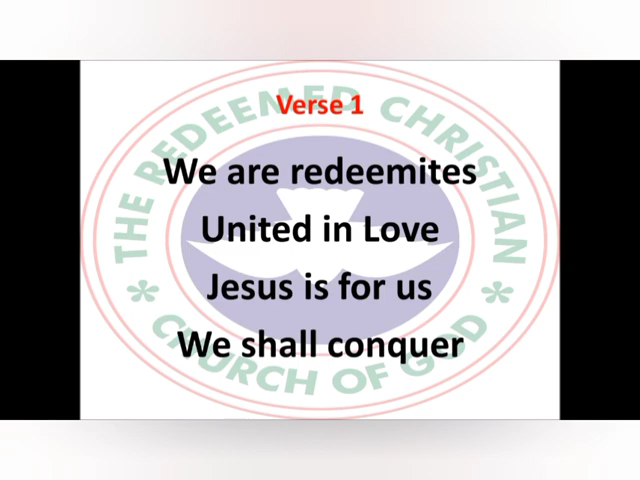 Verse 1
We are redeemites
United in Love
Jesus is for us
We shall conquer
THE REDEEMED CHRISTIAN
CHURCH OF GOD